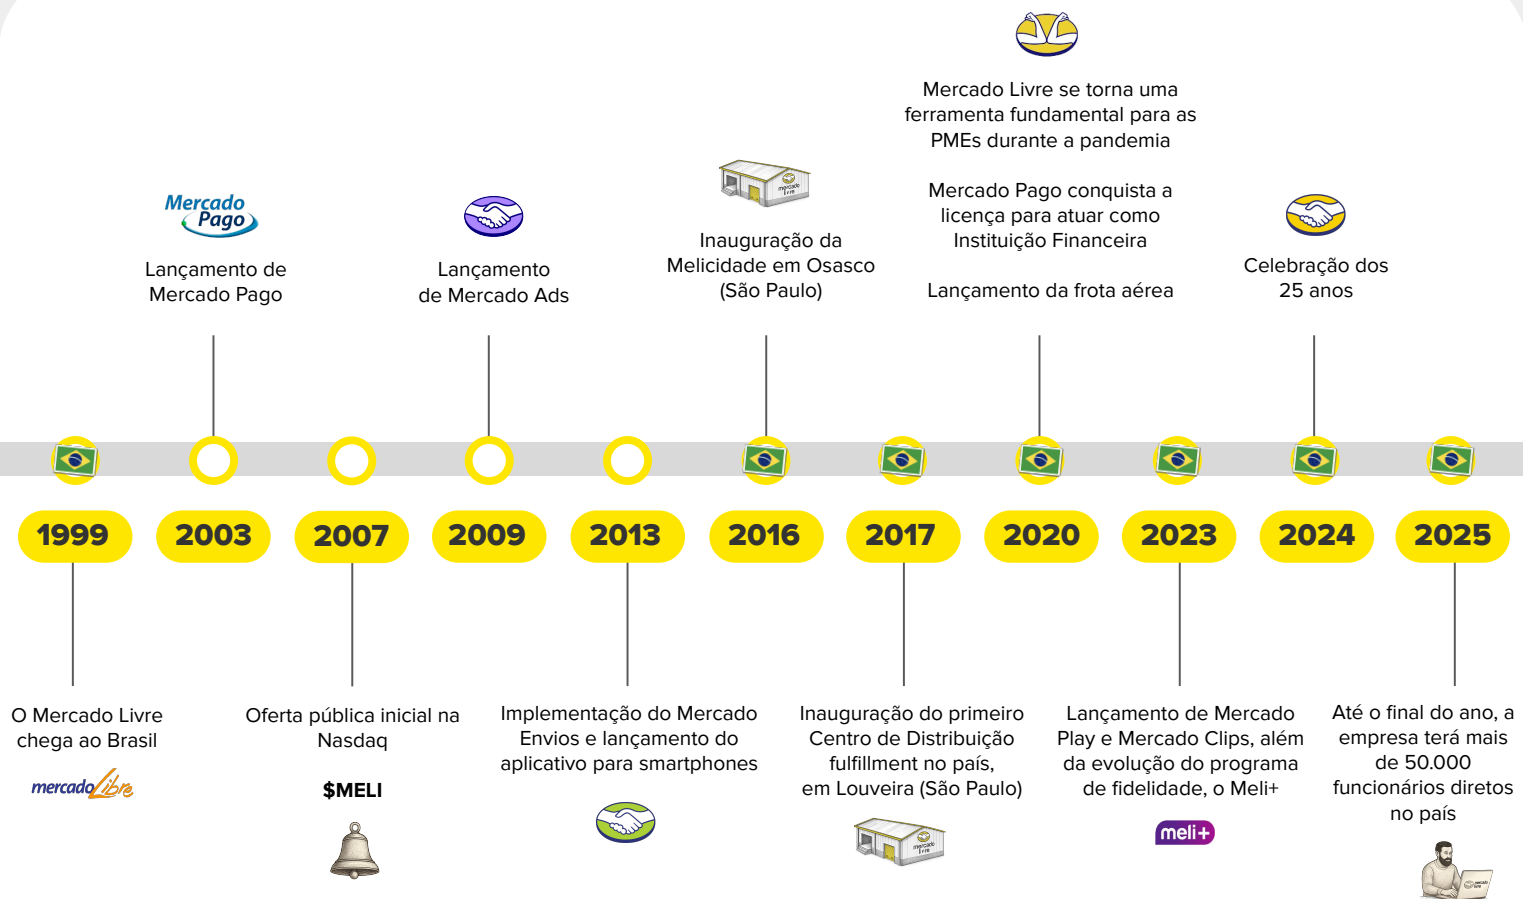 Mercado Livre se torna uma
ferramenta fundamental para as
PMEs durante a pandemia
Mercado Pago conquista a
licença para atuar como
Instituição Financeira
Lançamento da frota aérea
Mercado
Pago
Lançamento de
Mercado Pago
Lançamento
de Mercado Ads
mercado
livre
Inauguração da
Melicidade em Osasco
(São Paulo)
Celebração dos
25 anos
1999
2003
2007
2009
2013
2016
2017
2020
2023
2024
2025
O Mercado Livre
chega ao Brasil
mercadoLibre
Oferta pública inicial na
Nasdaq
$MELI
Implementação do Mercado
Envios e lançamento do
aplicativo para smartphones
Inauguração do primeiro
Centro de Distribuição
fulfillment no país,
em Louveira (São Paulo)
mercado
livre
Lançamento de Mercado
Play e Mercado Clips, além
da evolução do programa
de fidelidade, o Meli+
meli+
Até o final do ano, a
empresa terá mais
de 50.000
funcionários diretos
no país
mercado
livre